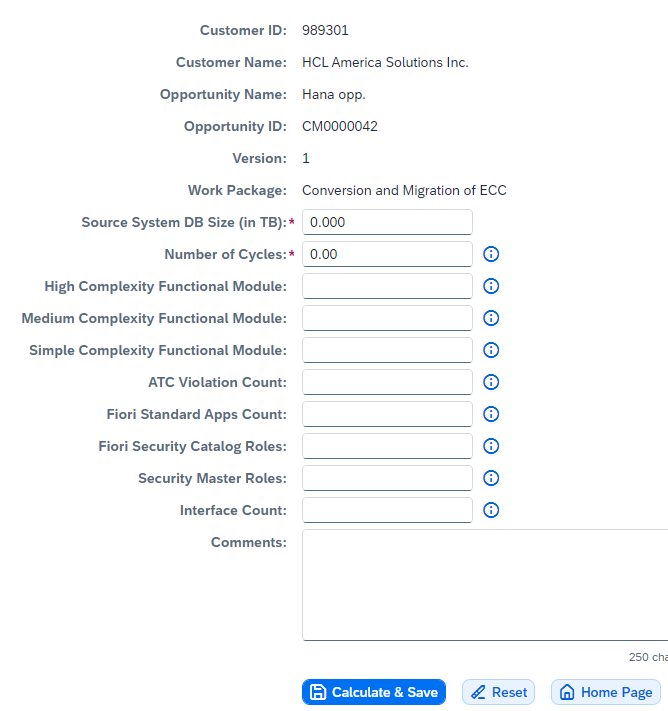 Customer ID: 989301
Customer Name: HCL America Solutions Inc.
Opportunity Name: Hana opp.
Opportunity ID: CM0000042
Version: 1
Work Package: Conversion and Migration of ECC
Source System DB Size (in TB):* 0.000
Number of Cycles:* 0.00
High Complexity Functional Module:
Medium Complexity Functional Module:
Simple Complexity Functional Module:
ATC Violation Count:
Fiori Standard Apps Count:
Fiori Security Catalog Roles:
Security Master Roles:
Interface Count:
Comments:
250 cha
Calculate & Save Reset Home Page